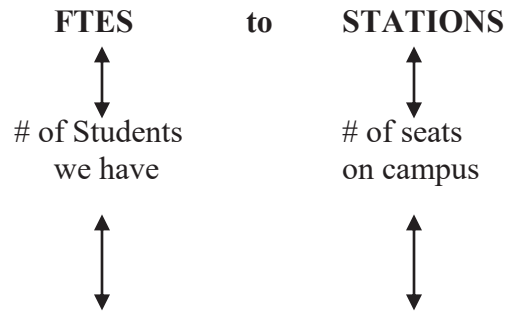 FTES to STATIONS
# of Students # of seats
we have on campus